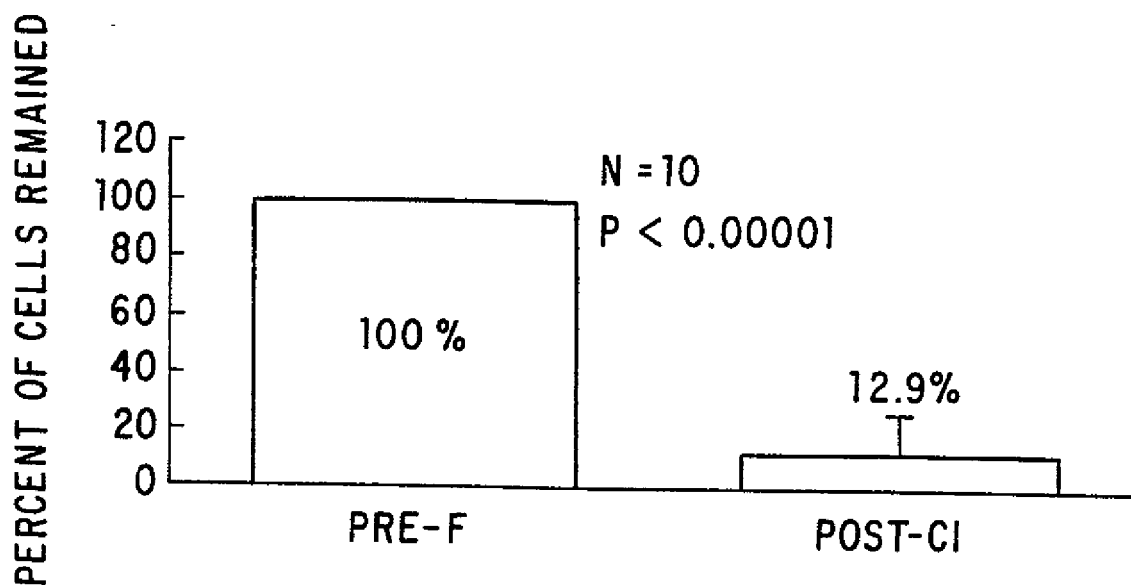 PERCENT OF CELLS REMAINED
120
100
80
60
40
20
0
N = 10
P < 0.00001
100 %
12.9%
PRE-F
POST-CI